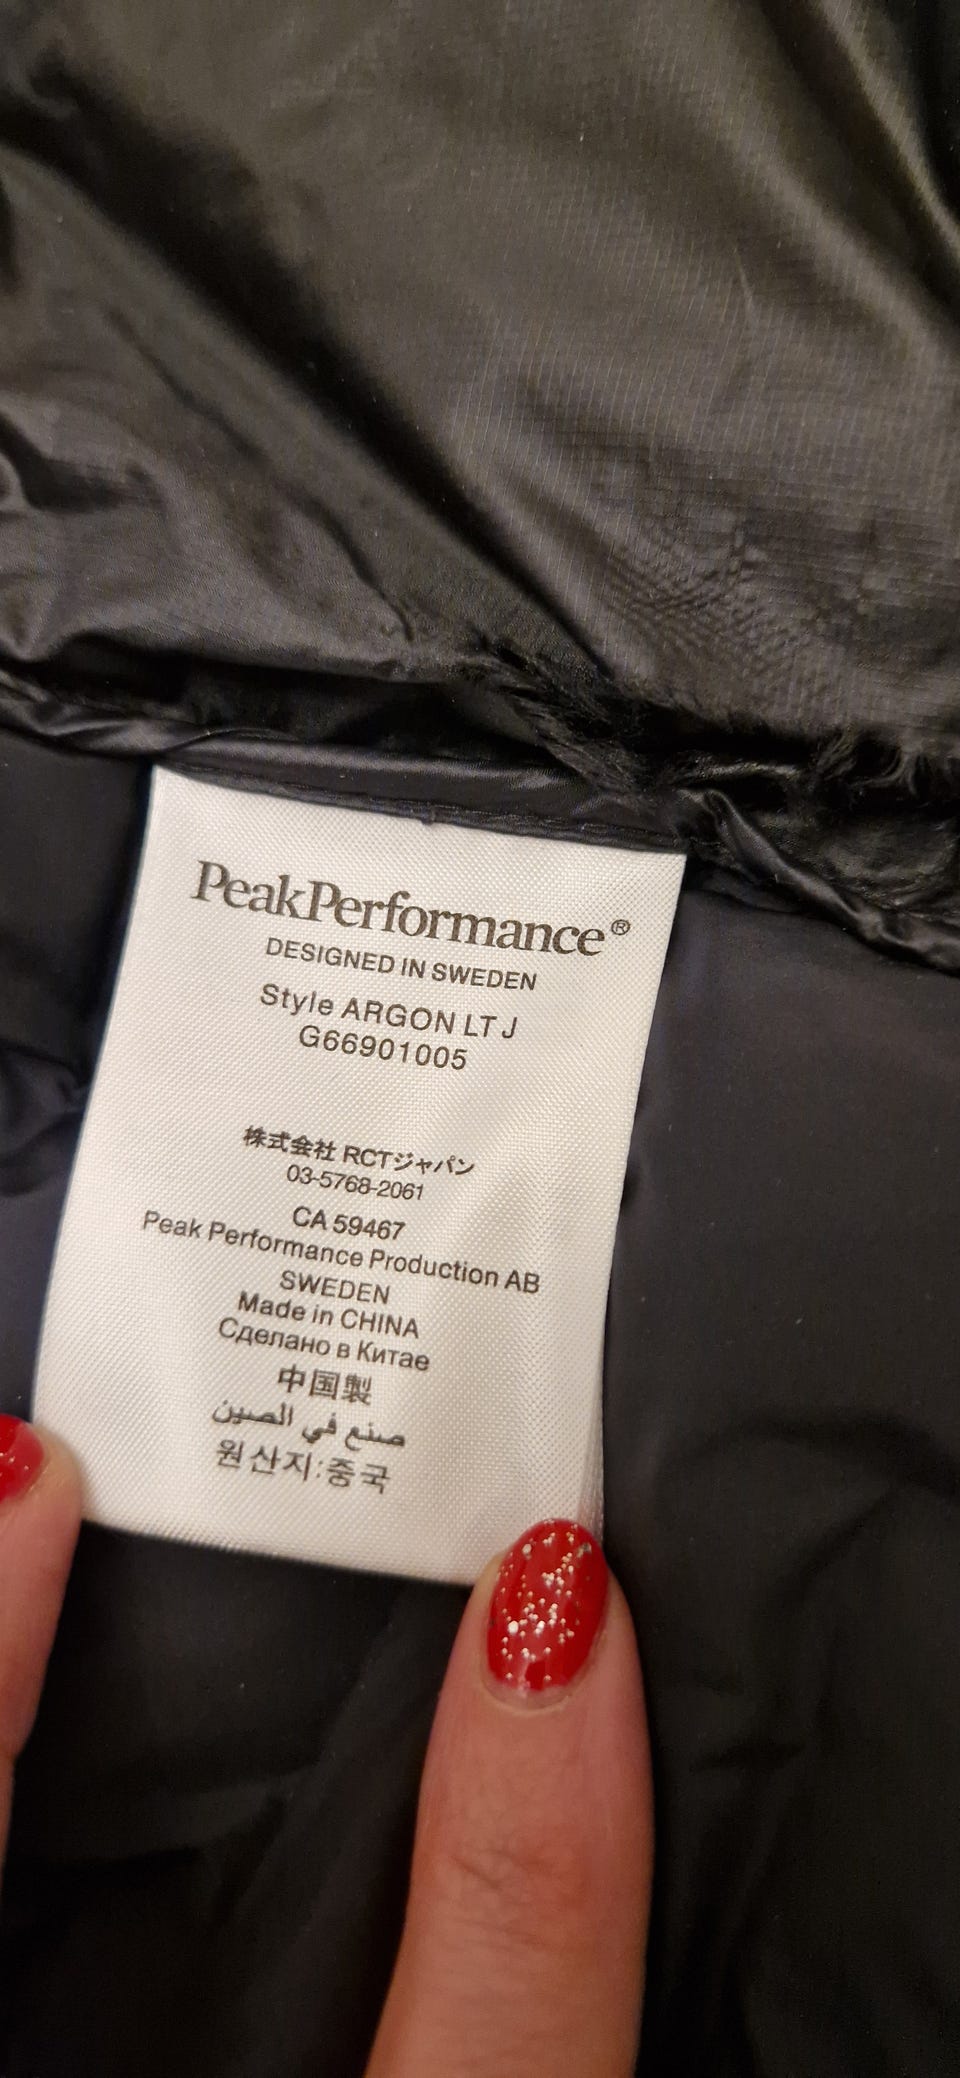 PeakPerformance®
DESIGNED IN SWEDEN
Style ARGON LT J
G66901005
株式会社 RCTジャパン
03-5768-2061
CA 59467
Peak Performance Production AB
SWEDEN
Made in CHINA
Сделано в Китае
中国製
صنع في الصين
원산지:중국